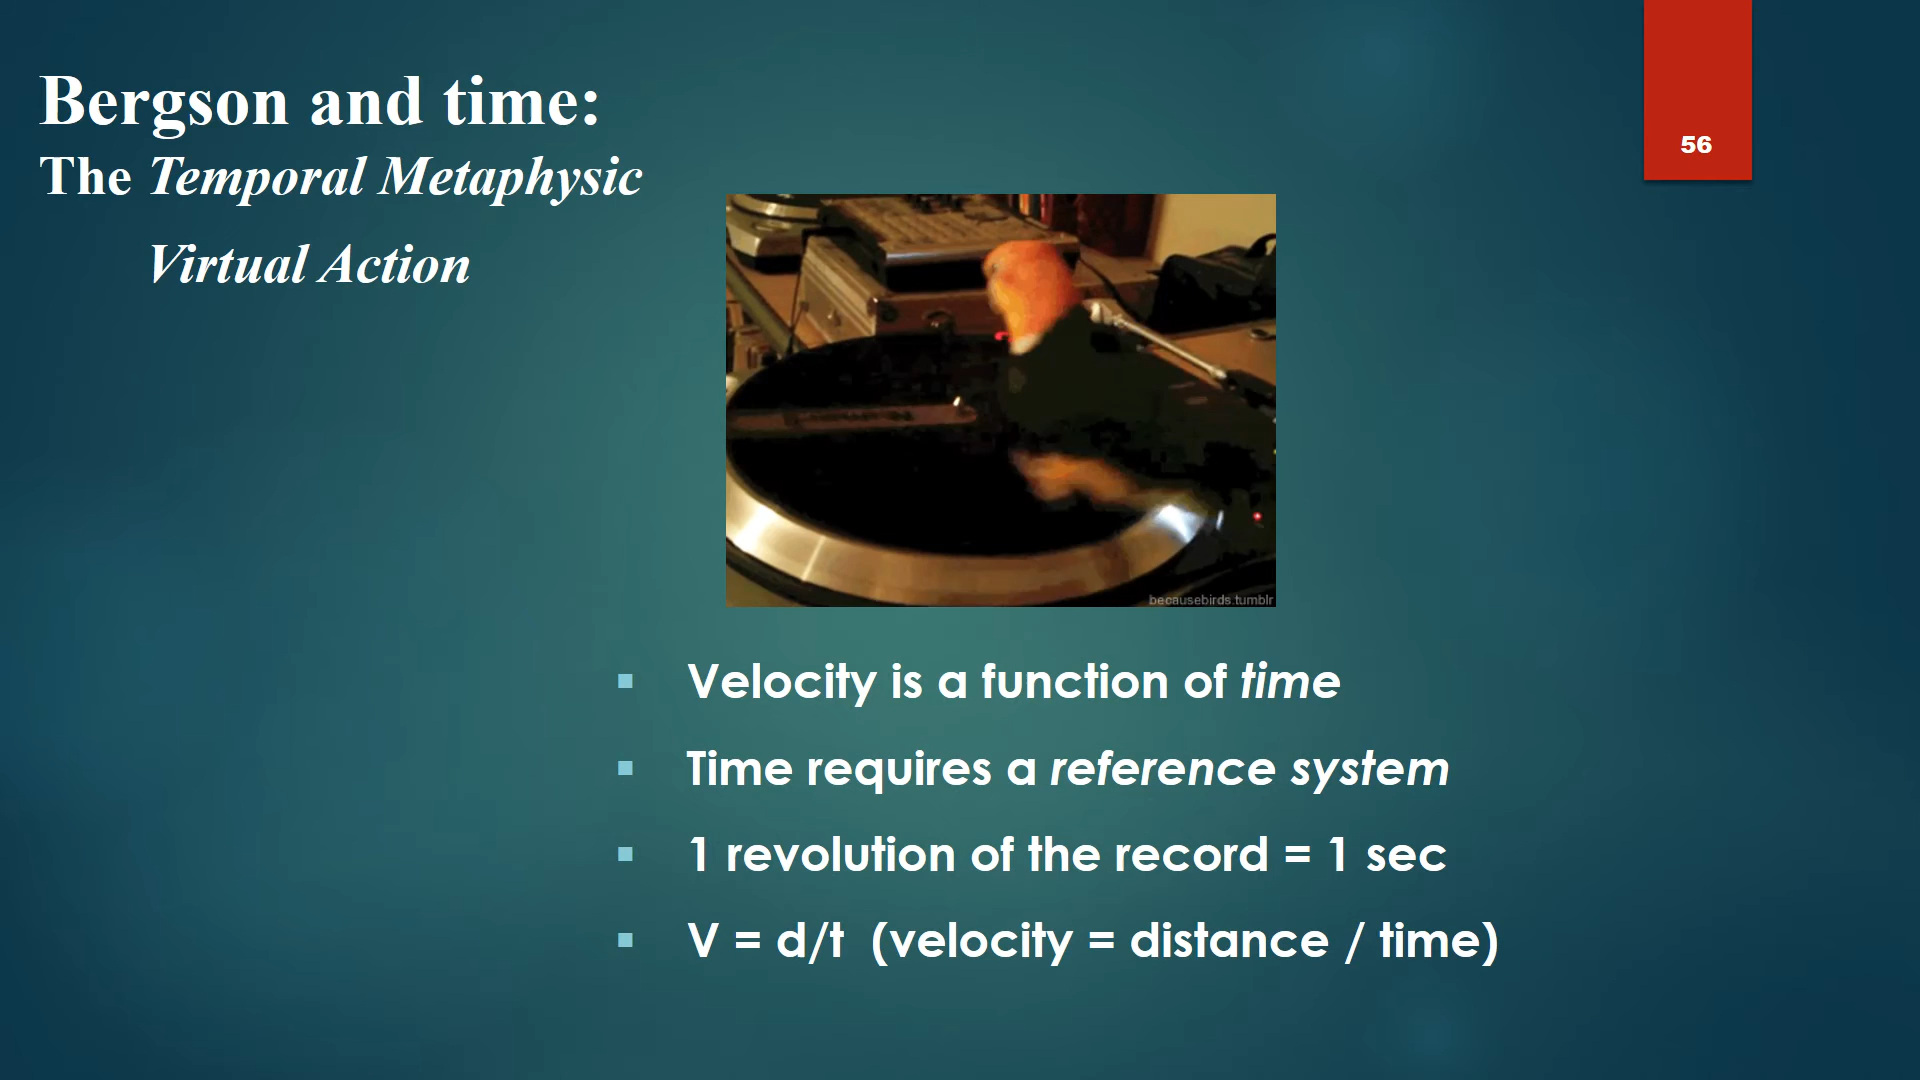 Bergson and time:
The Temporal Metaphysic
Virtual Action
56
becausebirds.tumblr
Velocity is a function of time
Time requires a reference system
1 revolution of the record = 1 sec
V = d/t (velocity = distance / time)